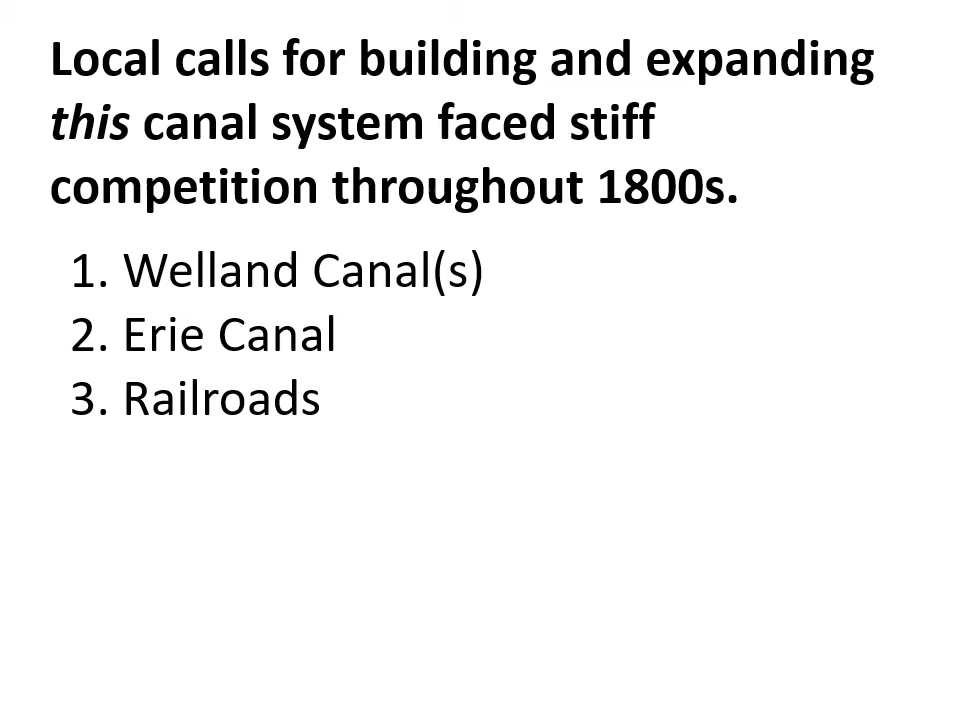 Local calls for building and expanding
this canal system faced stiff
competition throughout 1800s.
1. Welland Canal(s)
2. Erie Canal
3. Railroads